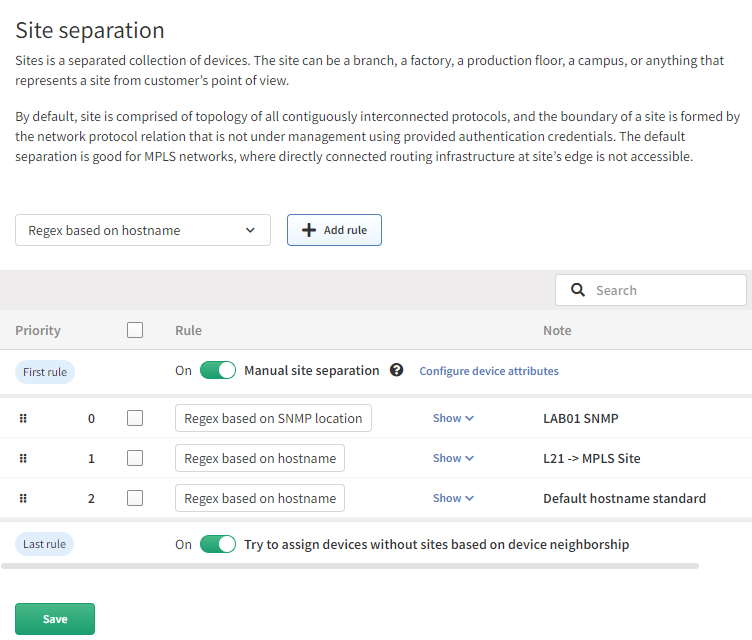 Site separation
Sites is a separated collection of devices. The site can be a branch, a factory, a production floor, a campus, or anything that
represents a site from customer's point of view.
By default, site is comprised of topology of all contiguously interconnected protocols, and the boundary of a site is formed by
the network protocol relation that is not under management using provided authentication credentials. The default
separation is good for MPLS networks, where directly connected routing infrastructure at site's edge is not accessible.
Regex based on hostname
Add rule
Search
Priority Rule Note
First rule On Manual site separation ? Configure device attributes
0 Regex based on SNMP location Show LAB01 SNMP
1 Regex based on hostname Show L21 -> MPLS Site
2 Regex based on hostname Show Default hostname standard
Last rule On Try to assign devices without sites based on device neighborship
Save